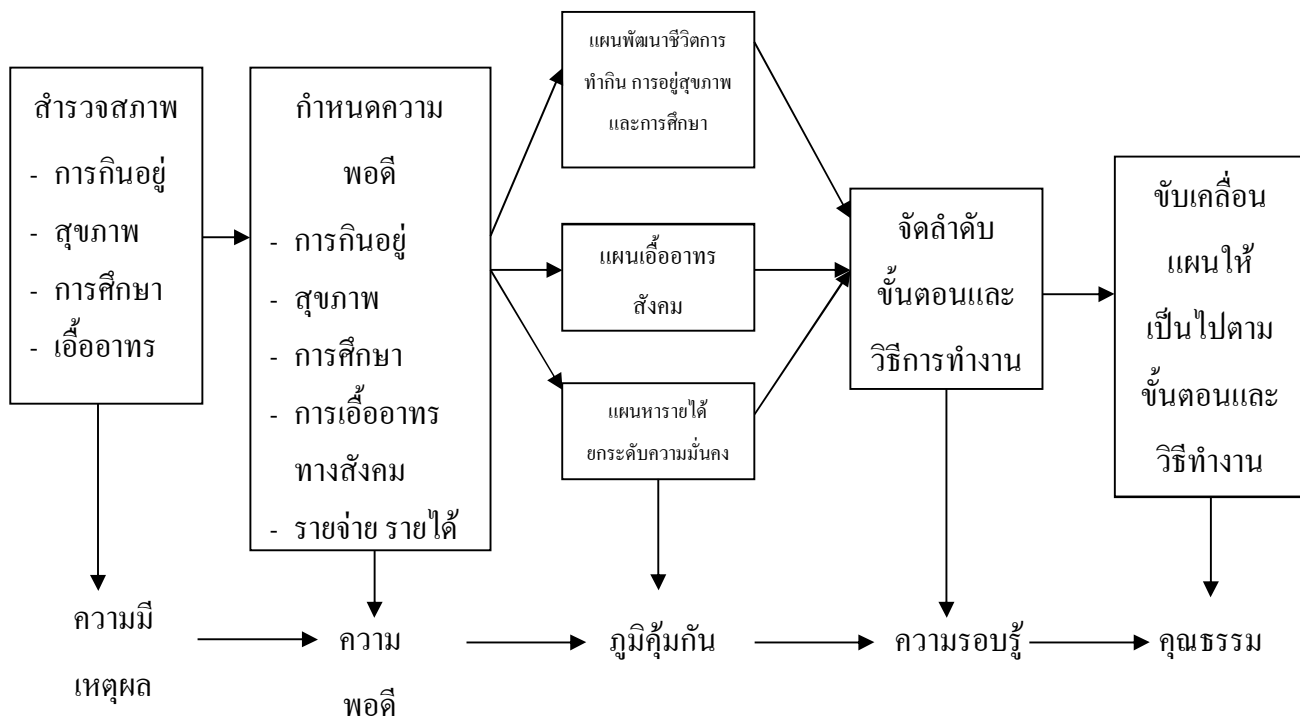 สำรวจสภาพ
- การกินอยู่
- สุขภาพ
- การศึกษา
- เอื้ออาทร
กำหนดความ
พอดี
- การกินอยู่
- สุขภาพ
- การศึกษา
- การเอื้ออาทร
ทางสังคม
- รายจ่าย รายได้
แผนพัฒนาชีวิตการ
ทำกิน การอยู่สุขภาพ
และการศึกษา
แผนเอื้ออาทร
สังคม
แผนหารายได้
ยกระดับความมั่นคง
จัดลำดับ
ขั้นตอนและ
วิธีการทำงาน
ขับเคลื่อน
แผนให้
เป็นไปตาม
ขั้นตอนและ
วิธีทำงาน
ความมี
เหตุผล
ความ
พอดี
ภูมิคุ้มกัน
ความรอบรู้
คุณธรรม